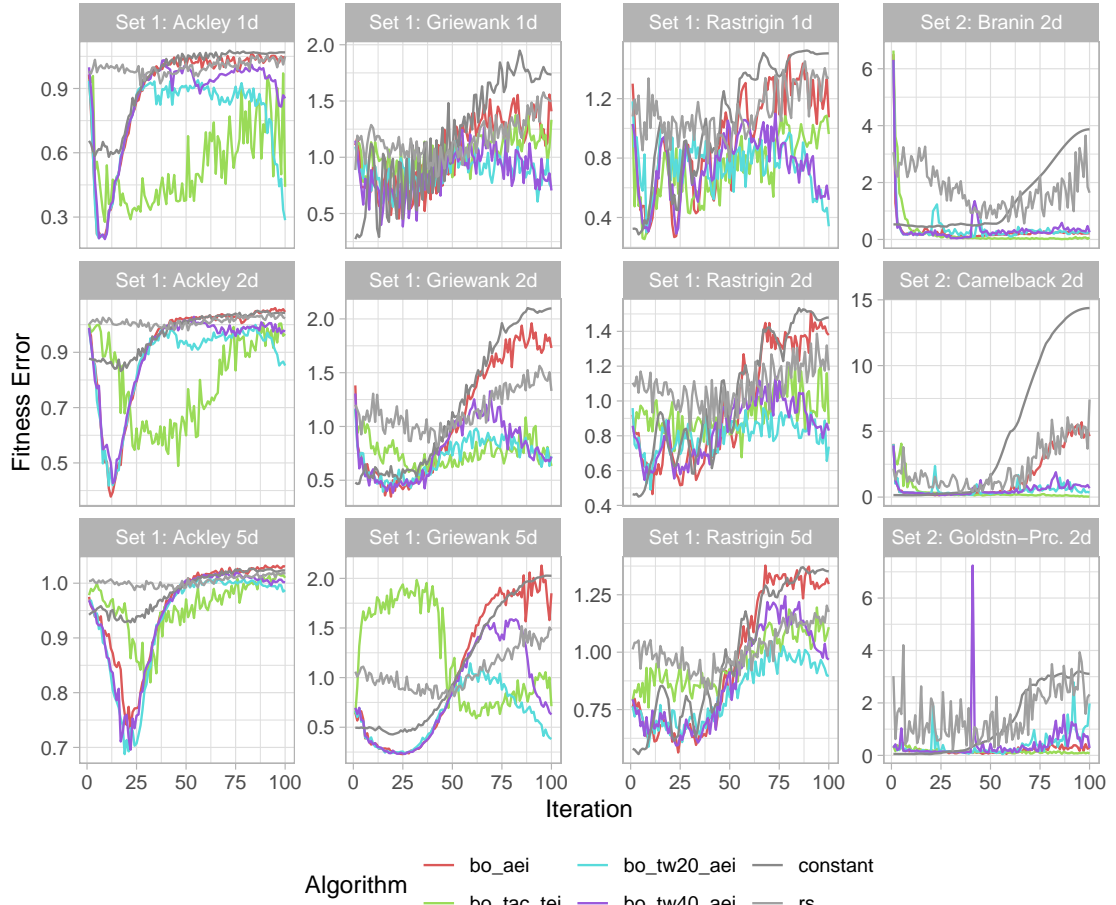 Set 1: Ackley 1d Set 1: Griewank 1d Set 1: Rastrigin 1d Set 2: Branin 2d
0.9 0.6 0.3
2.0 1.5 1.0 0.5
1.2 0.8 0.4
6 4 2 0
Set 1: Ackley 2d Set 1: Griewank 2d Set 1: Rastrigin 2d Set 2: Camelback 2d
0.9 0.7 0.5
2.0 1.5 1.0 0.5
1.4 1.2 1.0 0.8 0.6 0.4
15 10 5 0
Fitness Error
Set 1: Ackley 5d Set 1: Griewank 5d Set 1: Rastrigin 5d Set 2: Goldstn−Prc. 2d
1.0 0.9 0.8 0.7
2.0 1.5 1.0 0.5
1.25 1.00 0.75
6 4 2 0
0 25 50 75 100 0 25 50 75 100 0 25 50 75 100 0 25 50 75 100
Iteration
Algorithm
bo_aei bo_tw20_aei constant
bo_tac_tei bo_tw40_aei rs